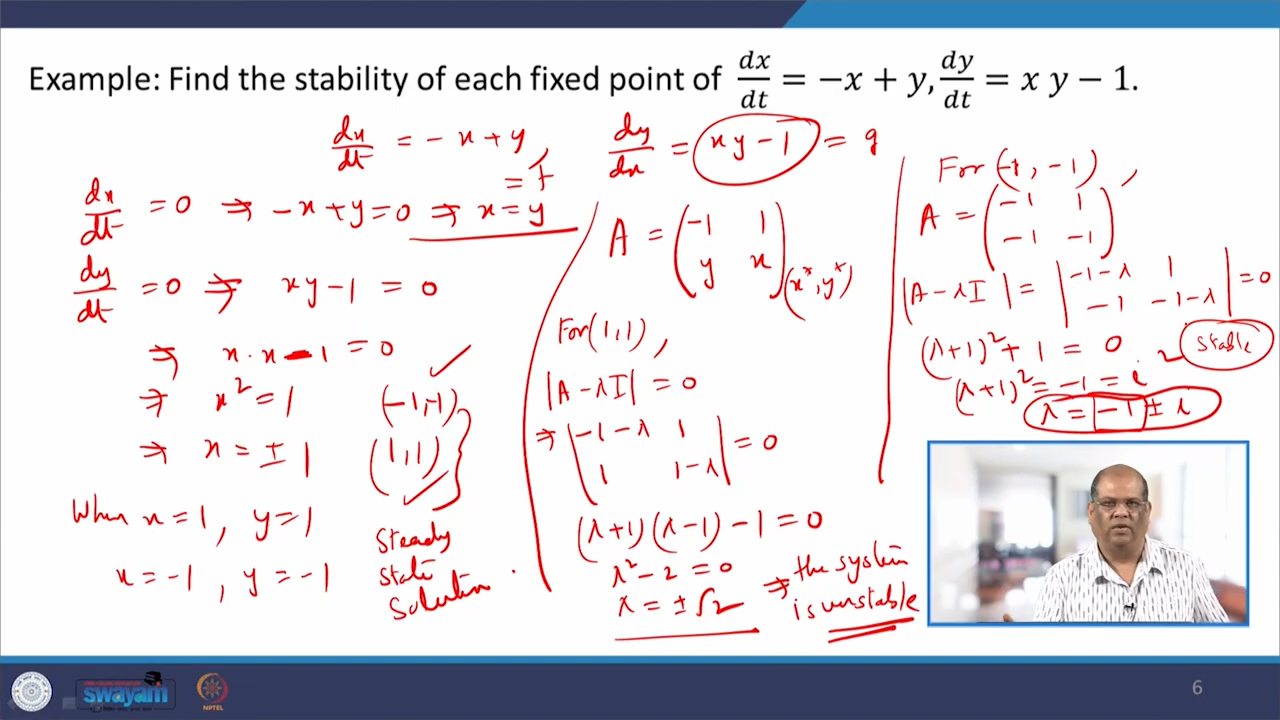 Example: Find the stability of each fixed point of dx/dt = −x + y, dy/dt = x y − 1.
dx/dt = - x + y, = f
dy/dx = xy - 1 = g
dx/dt = 0 ⇒ -x + y = 0 ⇒ x = y
dy/dt = 0 ⇒ xy - 1 = 0
⇒ x . x - 1 = 0
⇒ x² = 1 (-1,-1) ✓
⇒ x = ± 1 (1,1) ✓
When x = 1, y = 1
x = -1, y = -1
Steady
State
Solution.
A = ( -1 1
y x )(x*, y*)
For (1,1),
|A - λI| = 0
⇒ | -1-λ 1
1 1-λ | = 0
(λ+1)(λ-1) - 1 = 0
λ² - 2 = 0
λ = ±√2 ⇒ the system
is unstable
For (-1, -1),
A = ( -1 1
-1 -1 )
|A - λI| = | -1-λ 1
-1 -1-λ | = 0
(λ+1)² + 1 = 0
Stable
(λ+1)² = -1 = i²
λ = -1 ± i
swayam
NPTEL
6